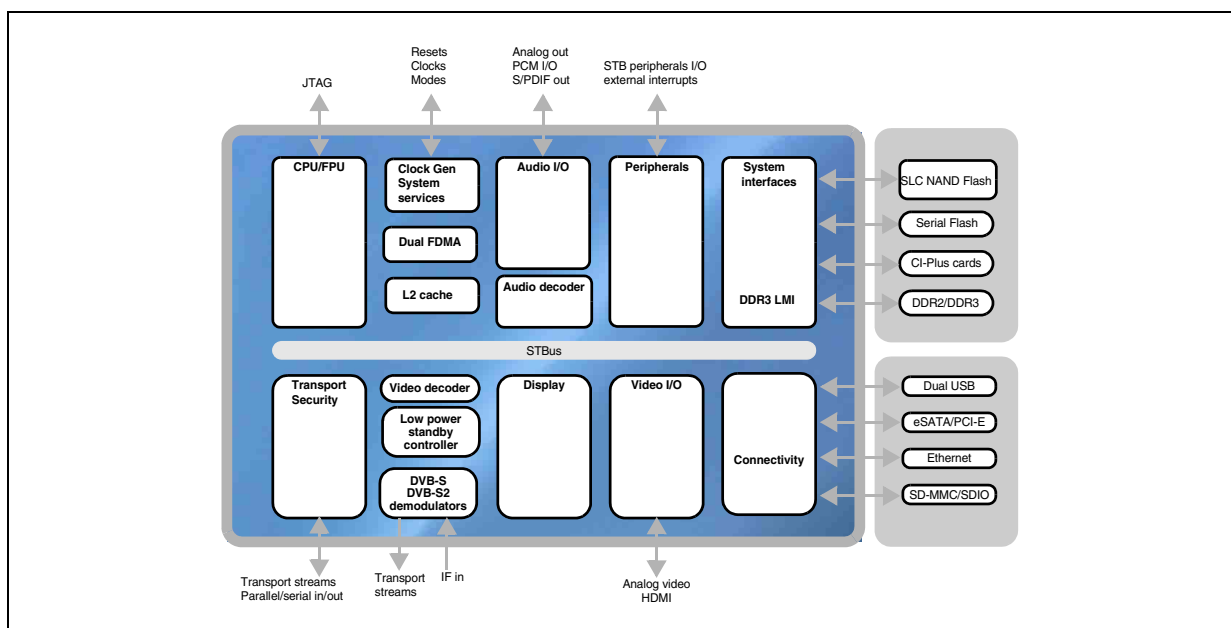 Resets
Clocks
Modes
Analog out
PCM I/O
S/PDIF out
STB peripherals I/O
external interrupts
JTAG
CPU/FPU
Clock Gen
System
services
Dual FDMA
L2 cache
Audio I/O
Audio decoder
Peripherals
System
interfaces
DDR3 LMI
SLC NAND Flash
Serial Flash
CI-Plus cards
DDR2/DDR3
STBus
Transport
Security
Video decoder
Low power
standby
controller
DVB-S
DVB-S2
demodulators
Display
Video I/O
Connectivity
Dual USB
eSATA/PCI-E
Ethernet
SD-MMC/SDIO
Transport streams
Parallel/serial in/out
Transport
streams
IF in
Analog video
HDMI